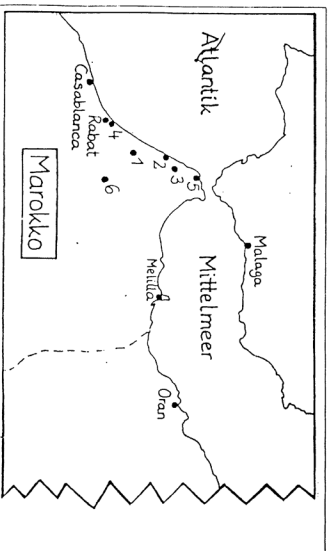 Atlantik
Malaga
Mittelmeer
5
3
2
1
4
Rabat
Casablanca
6
Melilla
Oran
Marokko